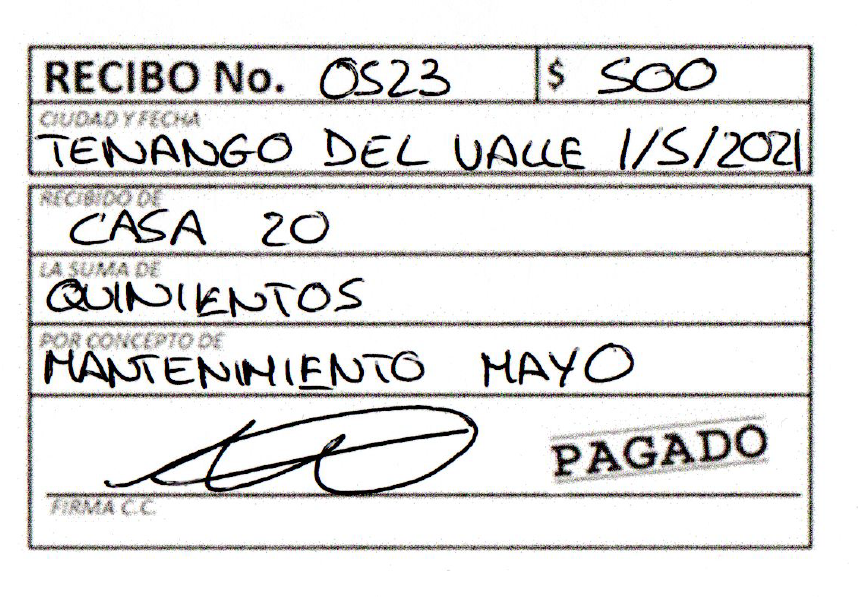 RECIBO No. 0523 $ 500
CIUDAD Y FECHA
TENANGO DEL VALLE 1/5/2021
RECIBIDO DE
CASA 20
LA SUMA DE
QUINIENTOS
POR CONCEPTO DE
MANTENIMIENTO MAYO
PAGADO
FIRMA C.C.